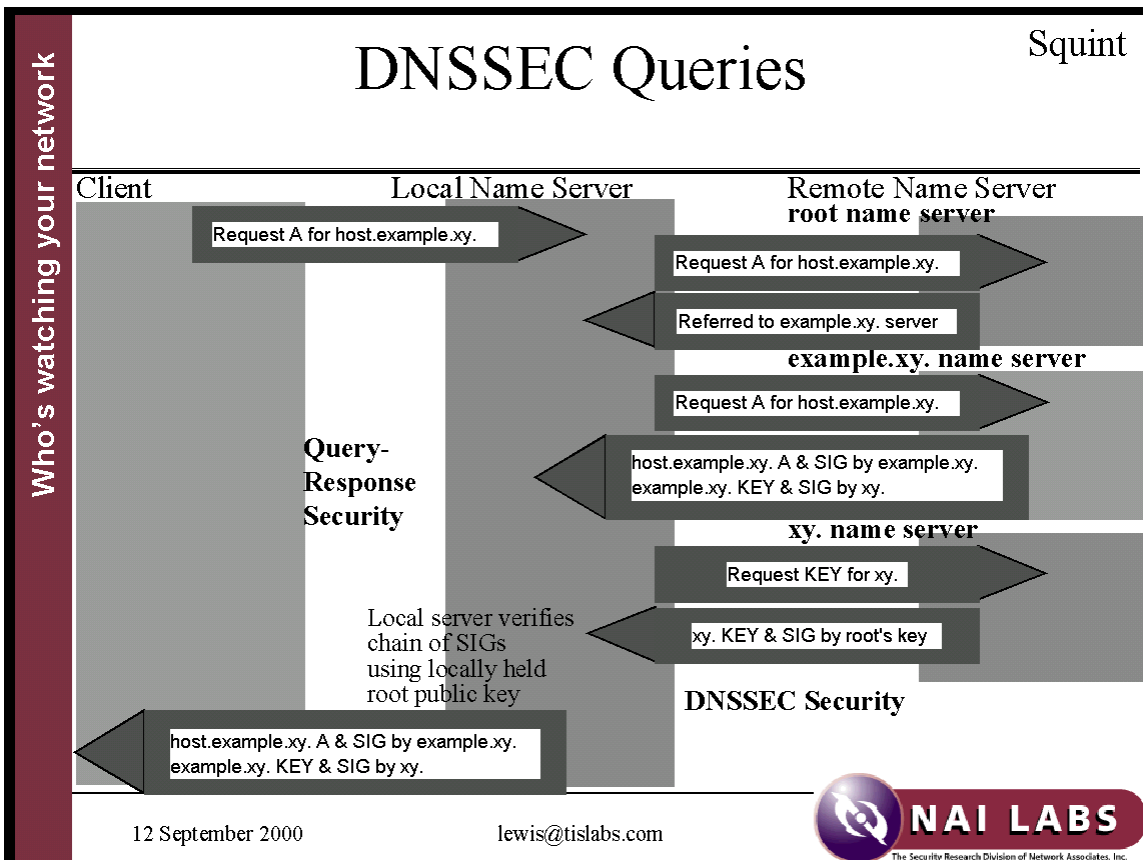 Who's watching your network
Squint
DNSSEC Queries
Client
Local Name Server
Remote Name Server
root name server
Request A for host.example.xy.
Request A for host.example.xy.
Referred to example.xy. server
example.xy. name server
Request A for host.example.xy.
Query-
Response
Security
host.example.xy. A & SIG by example.xy.
example.xy. KEY & SIG by xy.
xy. name server
Request KEY for xy.
Local server verifies
chain of SIGs
using locally held
root public key
xy. KEY & SIG by root's key
DNSSEC Security
host.example.xy. A & SIG by example.xy.
example.xy. KEY & SIG by xy.
12 September 2000
lewis@tislabs.com
NAI LABS
The Security Research Division of Network Associates, Inc.